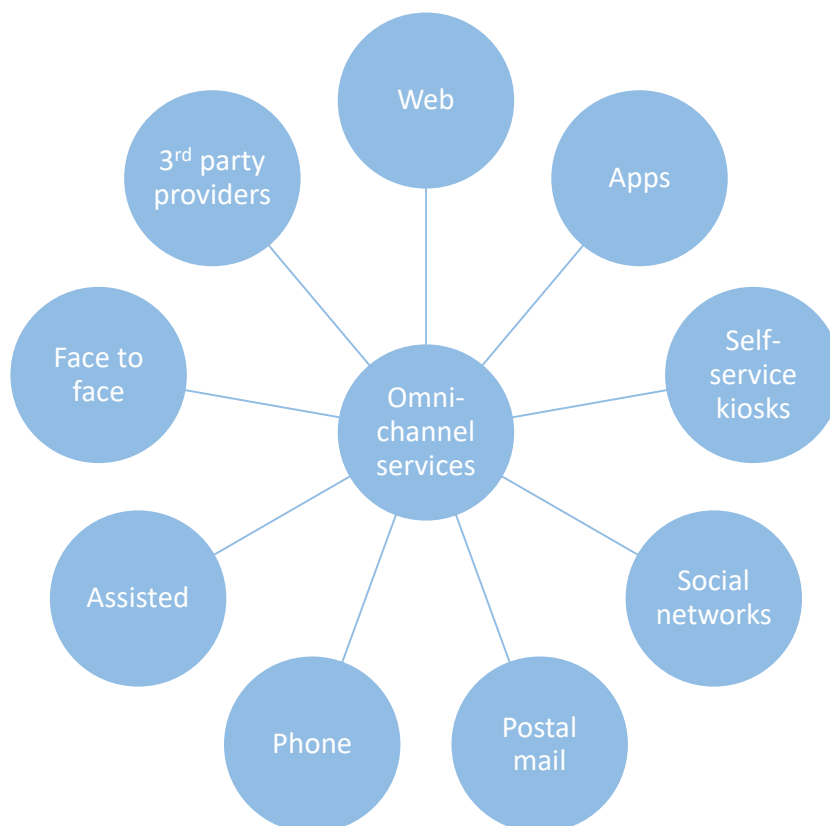 Web
Apps
Self-
service
kiosks
Social
networks
Postal
mail
Phone
Assisted
Face to
face
3rd party
providers
Omni-
channel
services